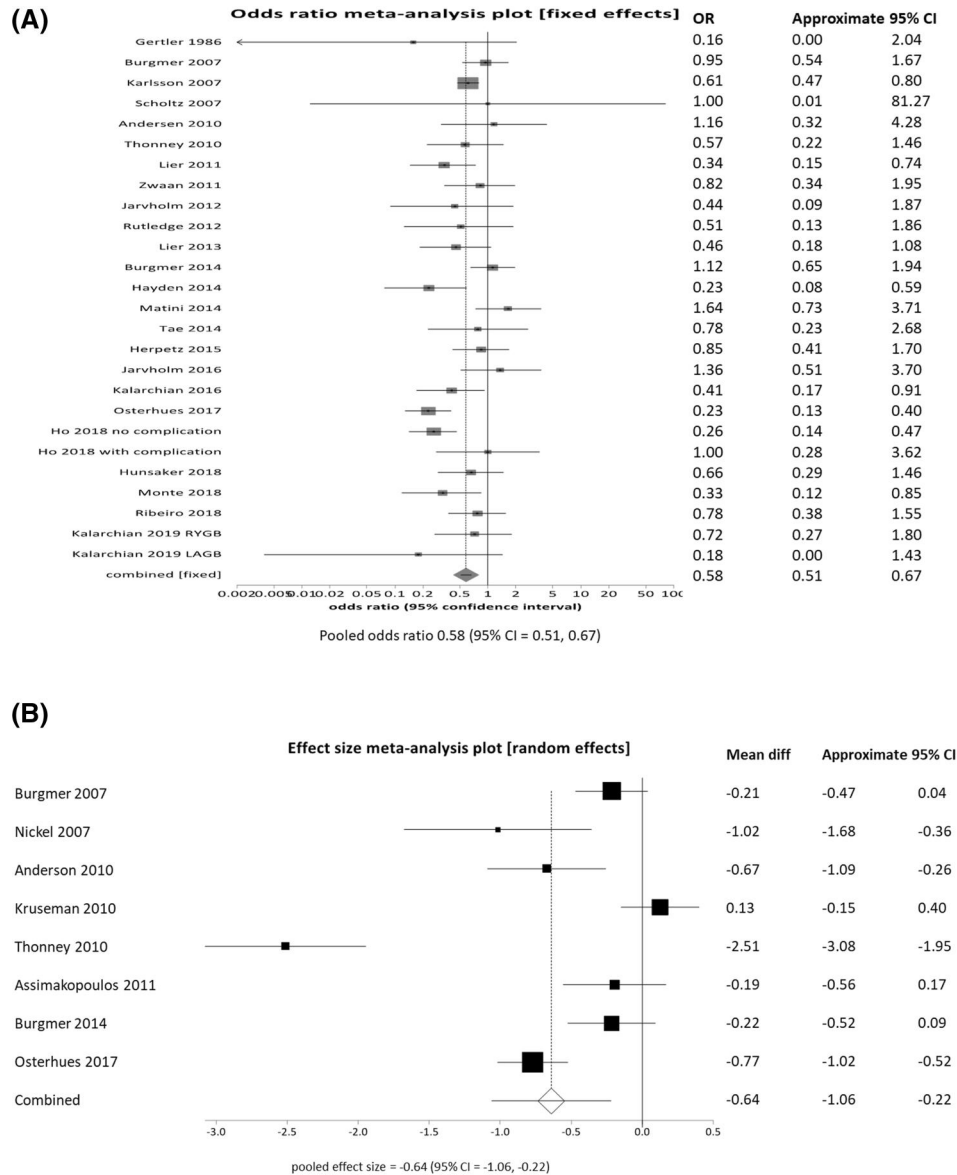 (A)
Odds ratio meta-analysis plot [fixed effects] OR Approximate 95% CI
Gertler 1986 0.16 0.00 2.04
Burgmer 2007 0.95 0.54 1.67
Karlsson 2007 0.61 0.47 0.80
Scholtz 2007 1.00 0.01 81.27
Andersen 2010 1.16 0.32 4.28
Thonney 2010 0.57 0.22 1.46
Lier 2011 0.34 0.15 0.74
Zwaan 2011 0.82 0.34 1.95
Jarvholm 2012 0.44 0.09 1.87
Rutledge 2012 0.51 0.13 1.86
Lier 2013 0.46 0.18 1.08
Burgmer 2014 1.12 0.65 1.94
Hayden 2014 0.23 0.08 0.59
Matini 2014 1.64 0.73 3.71
Tae 2014 0.78 0.23 2.68
Herpetz 2015 0.85 0.41 1.70
Jarvholm 2016 1.36 0.51 3.70
Kalarchian 2016 0.41 0.17 0.91
Osterhues 2017 0.23 0.13 0.40
Ho 2018 no complication 0.26 0.14 0.47
Ho 2018 with complication 1.00 0.28 3.62
Hunsaker 2018 0.66 0.29 1.46
Monte 2018 0.33 0.12 0.85
Ribeiro 2018 0.78 0.38 1.55
Kalarchian 2019 RYGB 0.72 0.27 1.80
Kalarchian 2019 LAGB 0.18 0.00 1.43
combined [fixed] 0.58 0.51 0.67
0.002 0.005 0.01 0.02 0.05 0.1 0.2 0.5 1 2 5 10 20 50 100
odds ratio (95% confidence interval)
Pooled odds ratio 0.58 (95% CI = 0.51, 0.67)
(B)
Effect size meta-analysis plot [random effects] Mean diff Approximate 95% CI
Burgmer 2007 -0.21 -0.47 0.04
Nickel 2007 -1.02 -1.68 -0.36
Anderson 2010 -0.67 -1.09 -0.26
Kruseman 2010 0.13 -0.15 0.40
Thonney 2010 -2.51 -3.08 -1.95
Assimakopoulos 2011 -0.19 -0.56 0.17
Burgmer 2014 -0.22 -0.52 0.09
Osterhues 2017 -0.77 -1.02 -0.52
Combined -0.64 -1.06 -0.22
-3.0 -2.5 -2.0 -1.5 -1.0 -0.5 0.0 0.5
pooled effect size = -0.64 (95% CI = -1.06, -0.22)